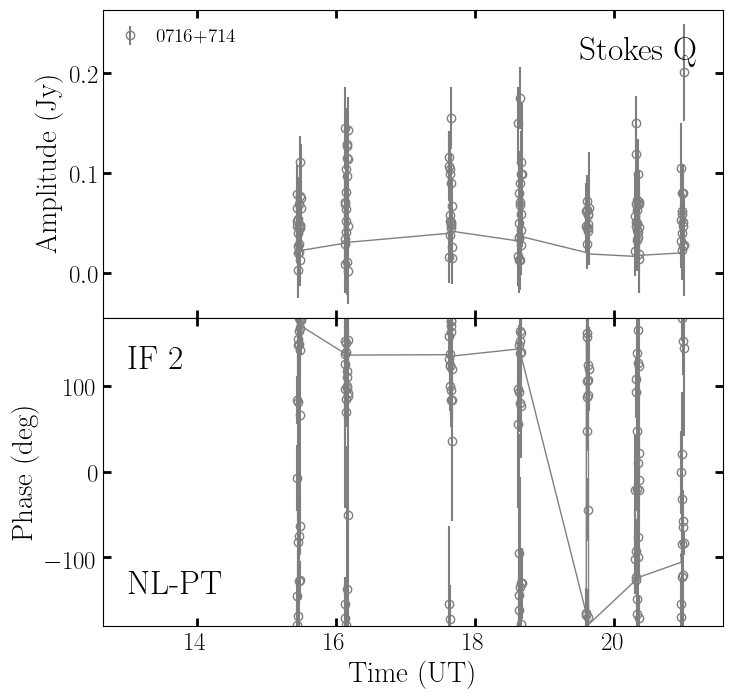 0716+714
Stokes Q
0.2
0.1
0.0
Amplitude (Jy)
IF 2
100
0
−100
Phase (deg)
NL-PT
14 16 18 20
Time (UT)